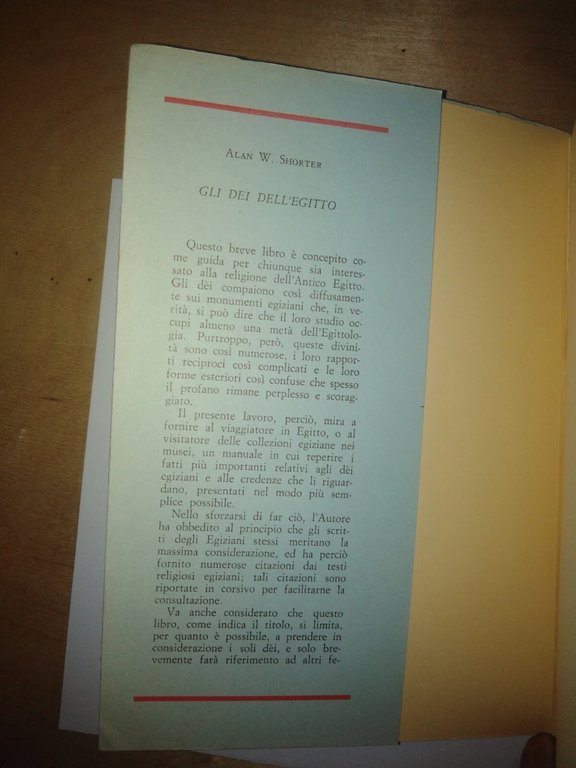 ALAN W. SHORTER
GLI DEI DELL'EGITTO
Questo breve libro è concepito co-
me guida per chiunque sia interes-
sato alla religione dell'Antico Egitto.
Gli dèi compaiono così diffusamen-
te sui monumenti egiziani che, in ve-
rità, si può dire che il loro studio oc-
cupi almeno una metà dell'Egittolo-
gia. Purtroppo, però, queste divini-
tà sono così numerose, i loro rappor-
ti reciproci così complicati e le loro
forme esteriori così confuse che spesso
il profano rimane perplesso e scorag-
giato.
Il presente lavoro, perciò, mira a
fornire al viaggiatore in Egitto, o al
visitatore delle collezioni egiziane nei
musei, un manuale in cui reperire i
fatti più importanti relativi agli dèi
egiziani e alle credenze che li riguar-
dano, presentati nel modo più sem-
plice possibile.
Nello sforzarsi di far ciò, l'Autore
ha obbedito al principio che gli scrit-
ti degli Egiziani stessi meritano la
massima considerazione, ed ha perciò
fornito numerose citazioni dai testi
religiosi egiziani; tali citazioni sono
riportate in corsivo per facilitarne la
consultazione.
Va anche considerato che questo
libro, come indica il titolo, si limita,
per quanto è possibile, a prendere in
considerazione i soli dèi, e solo bre-
vemente farà riferimento ad altri fe-